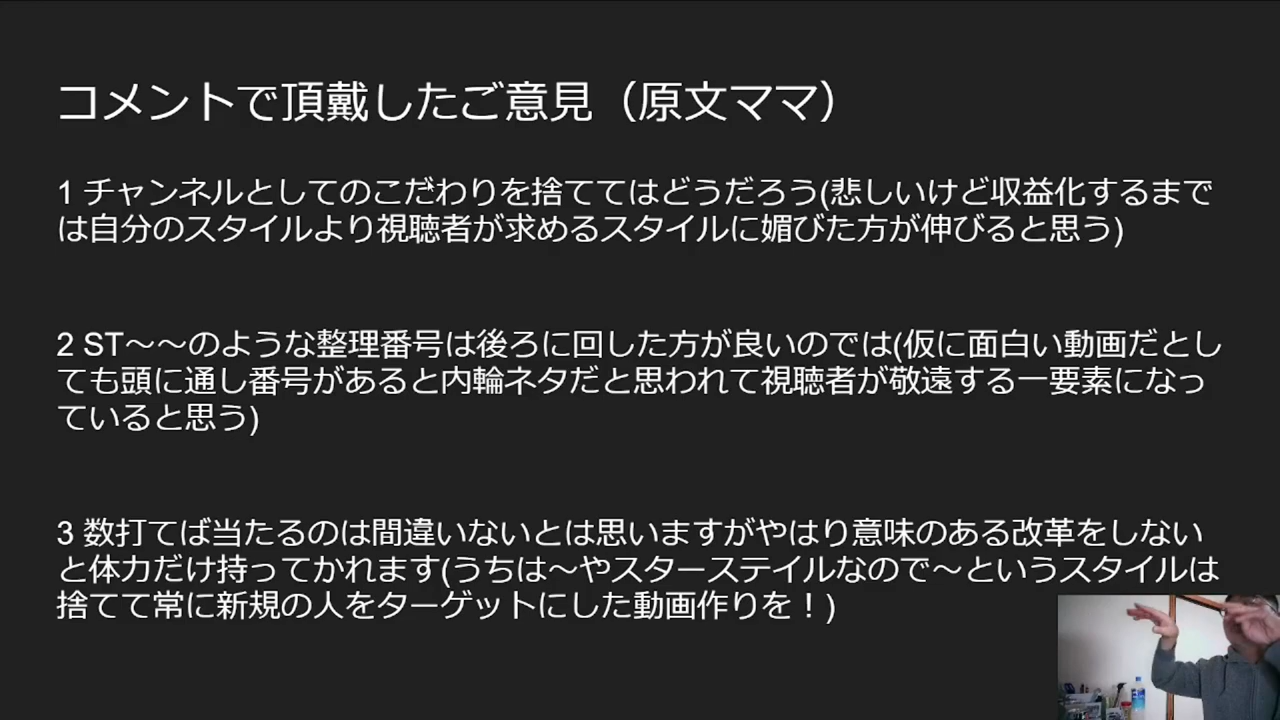 コメントで頂戴したご意見（原文ママ）
1 チャンネルとしてのこだわりを捨ててはどうだろう(悲しいけど収益化するまで
は自分のスタイルより視聴者が求めるスタイルに媚びた方が伸びると思う)
2 ST〜〜のような整理番号は後ろに回した方が良いのでは(仮に面白い動画だとし
ても頭に通し番号があると内輪ネタだと思われて視聴者が敬遠する一要素になっ
ていると思う)
3 数打てば当たるのは間違いないとは思いますがやはり意味のある改革をしない
と体力だけ持ってかれます(うちは〜やスターステイルなので〜というスタイルは
捨てて常に新規の人をターゲットにした動画作りを！)